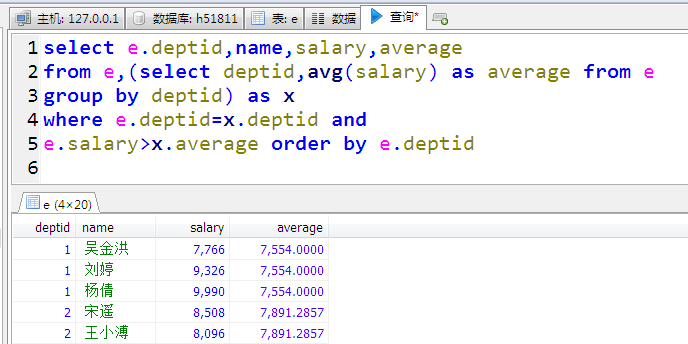 主机: 127.0.0.1 数据库: h51811 表: e 数据 查询*
1 select e.deptid,name,salary,average
2 from e,(select deptid,avg(salary) as average from e
3 group by deptid) as x
4 where e.deptid=x.deptid and
5 e.salary>x.average order by e.deptid
6
e (4×20)
deptid name salary average
1 吴金洪 7,766 7,554.0000
1 刘婷 9,326 7,554.0000
1 杨倩 9,990 7,554.0000
2 宋遥 8,508 7,891.2857
2 王小溥 8,096 7,891.2857